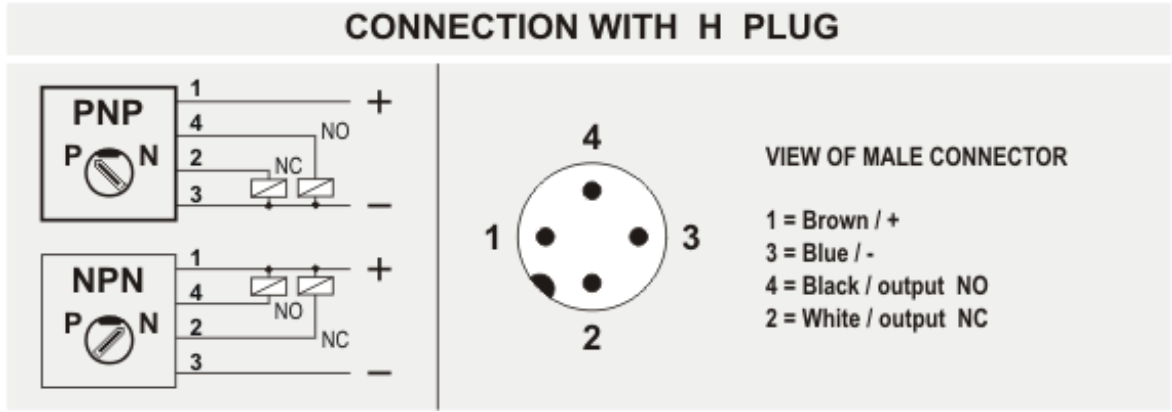 CONNECTION WITH H PLUG
PNP
P N
1 +
4 NO
2 NC
3 −
NPN
P N
1 +
4 NO
2 NC
3 −
4
1 3
2
VIEW OF MALE CONNECTOR
1 = Brown / +
3 = Blue / -
4 = Black / output NO
2 = White / output NC